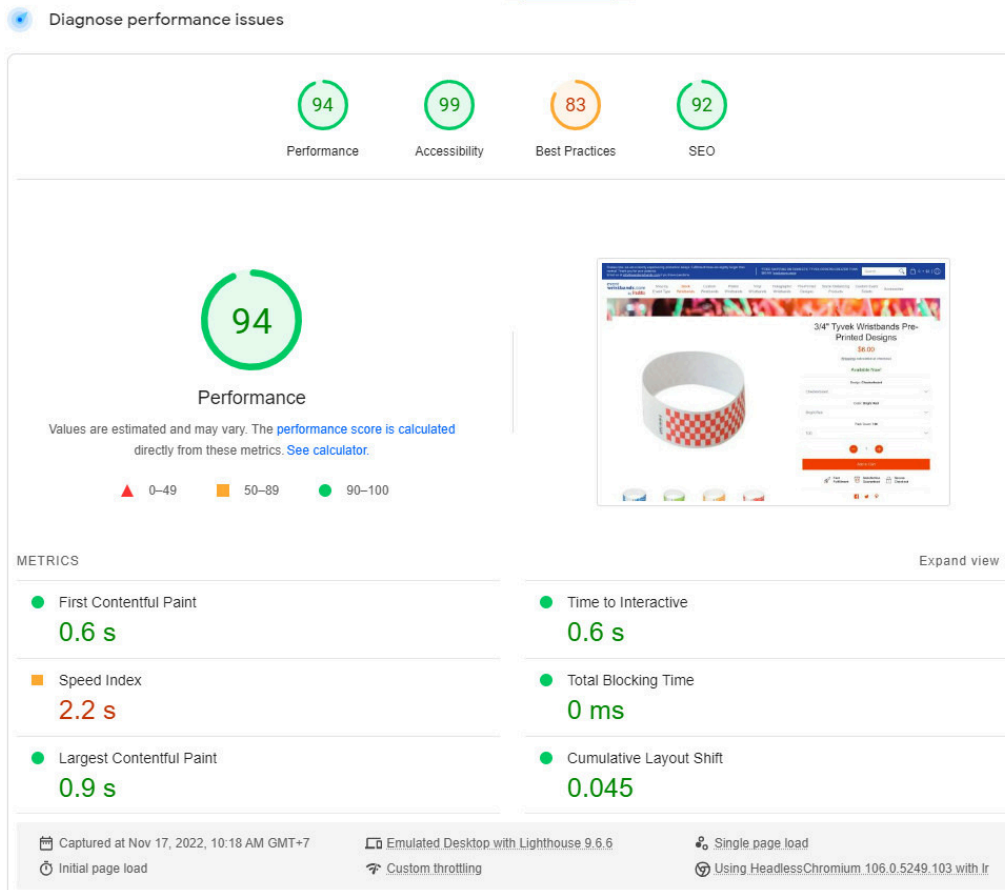 Diagnose performance issues
94
99
83
92
Performance
Accessibility
Best Practices
SEO
94
Performance
Values are estimated and may vary. The performance score is calculated
directly from these metrics. See calculator.
0–49
50–89
90–100
wristbands.com
3/4" Tyvek Wristbands Pre-
Printed Designs
$6.00
Available Now!
METRICS
Expand view
First Contentful Paint
0.6 s
Time to Interactive
0.6 s
Speed Index
2.2 s
Total Blocking Time
0 ms
Largest Contentful Paint
0.9 s
Cumulative Layout Shift
0.045
Captured at Nov 17, 2022, 10:18 AM GMT+7
Emulated Desktop with Lighthouse 9.6.6
Single page load
Initial page load
Custom throttling
Using HeadlessChromium 106.0.5249.103 with lr